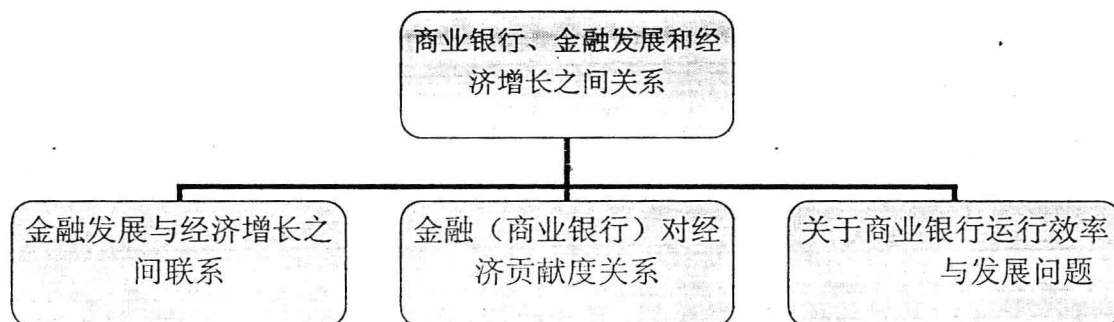 商业银行、金融发展和经
济增长之间关系
金融发展与经济增长之
间联系
金融（商业银行）对经
济贡献度关系
关于商业银行运行效率
与发展问题